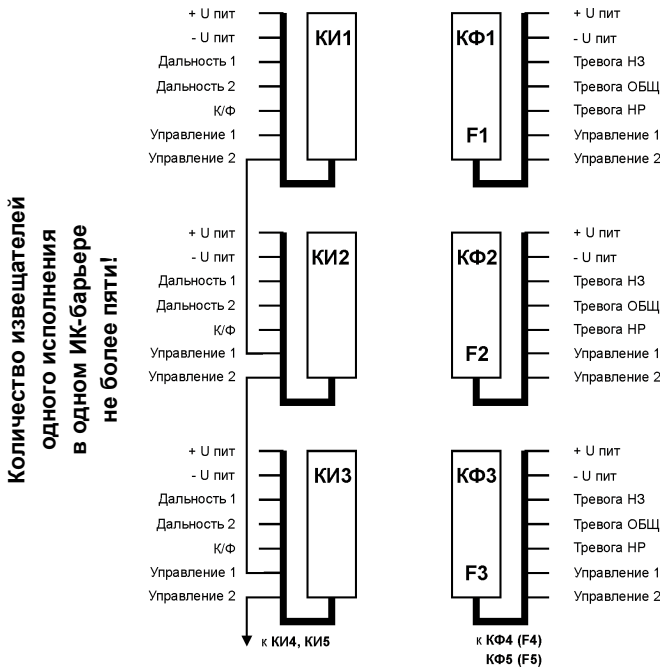 Количество извещателей
одного исполнения
в одном ИК-барьере
не более пяти!
+ U пит
- U пит
Дальность 1
Дальность 2
К/Ф
Управление 1
Управление 2
КИ1
КФ1
F1
+ U пит
- U пит
Тревога НЗ
Тревога ОБЩ
Тревога НР
Управление 1
Управление 2
+ U пит
- U пит
Дальность 1
Дальность 2
К/Ф
Управление 1
Управление 2
КИ2
КФ2
F2
+ U пит
- U пит
Тревога НЗ
Тревога ОБЩ
Тревога НР
Управление 1
Управление 2
+ U пит
- U пит
Дальность 1
Дальность 2
К/Ф
Управление 1
Управление 2
КИ3
КФ3
F3
+ U пит
- U пит
Тревога НЗ
Тревога ОБЩ
Тревога НР
Управление 1
Управление 2
к КИ4, КИ5
к КФ4 (F4)
КФ5 (F5)